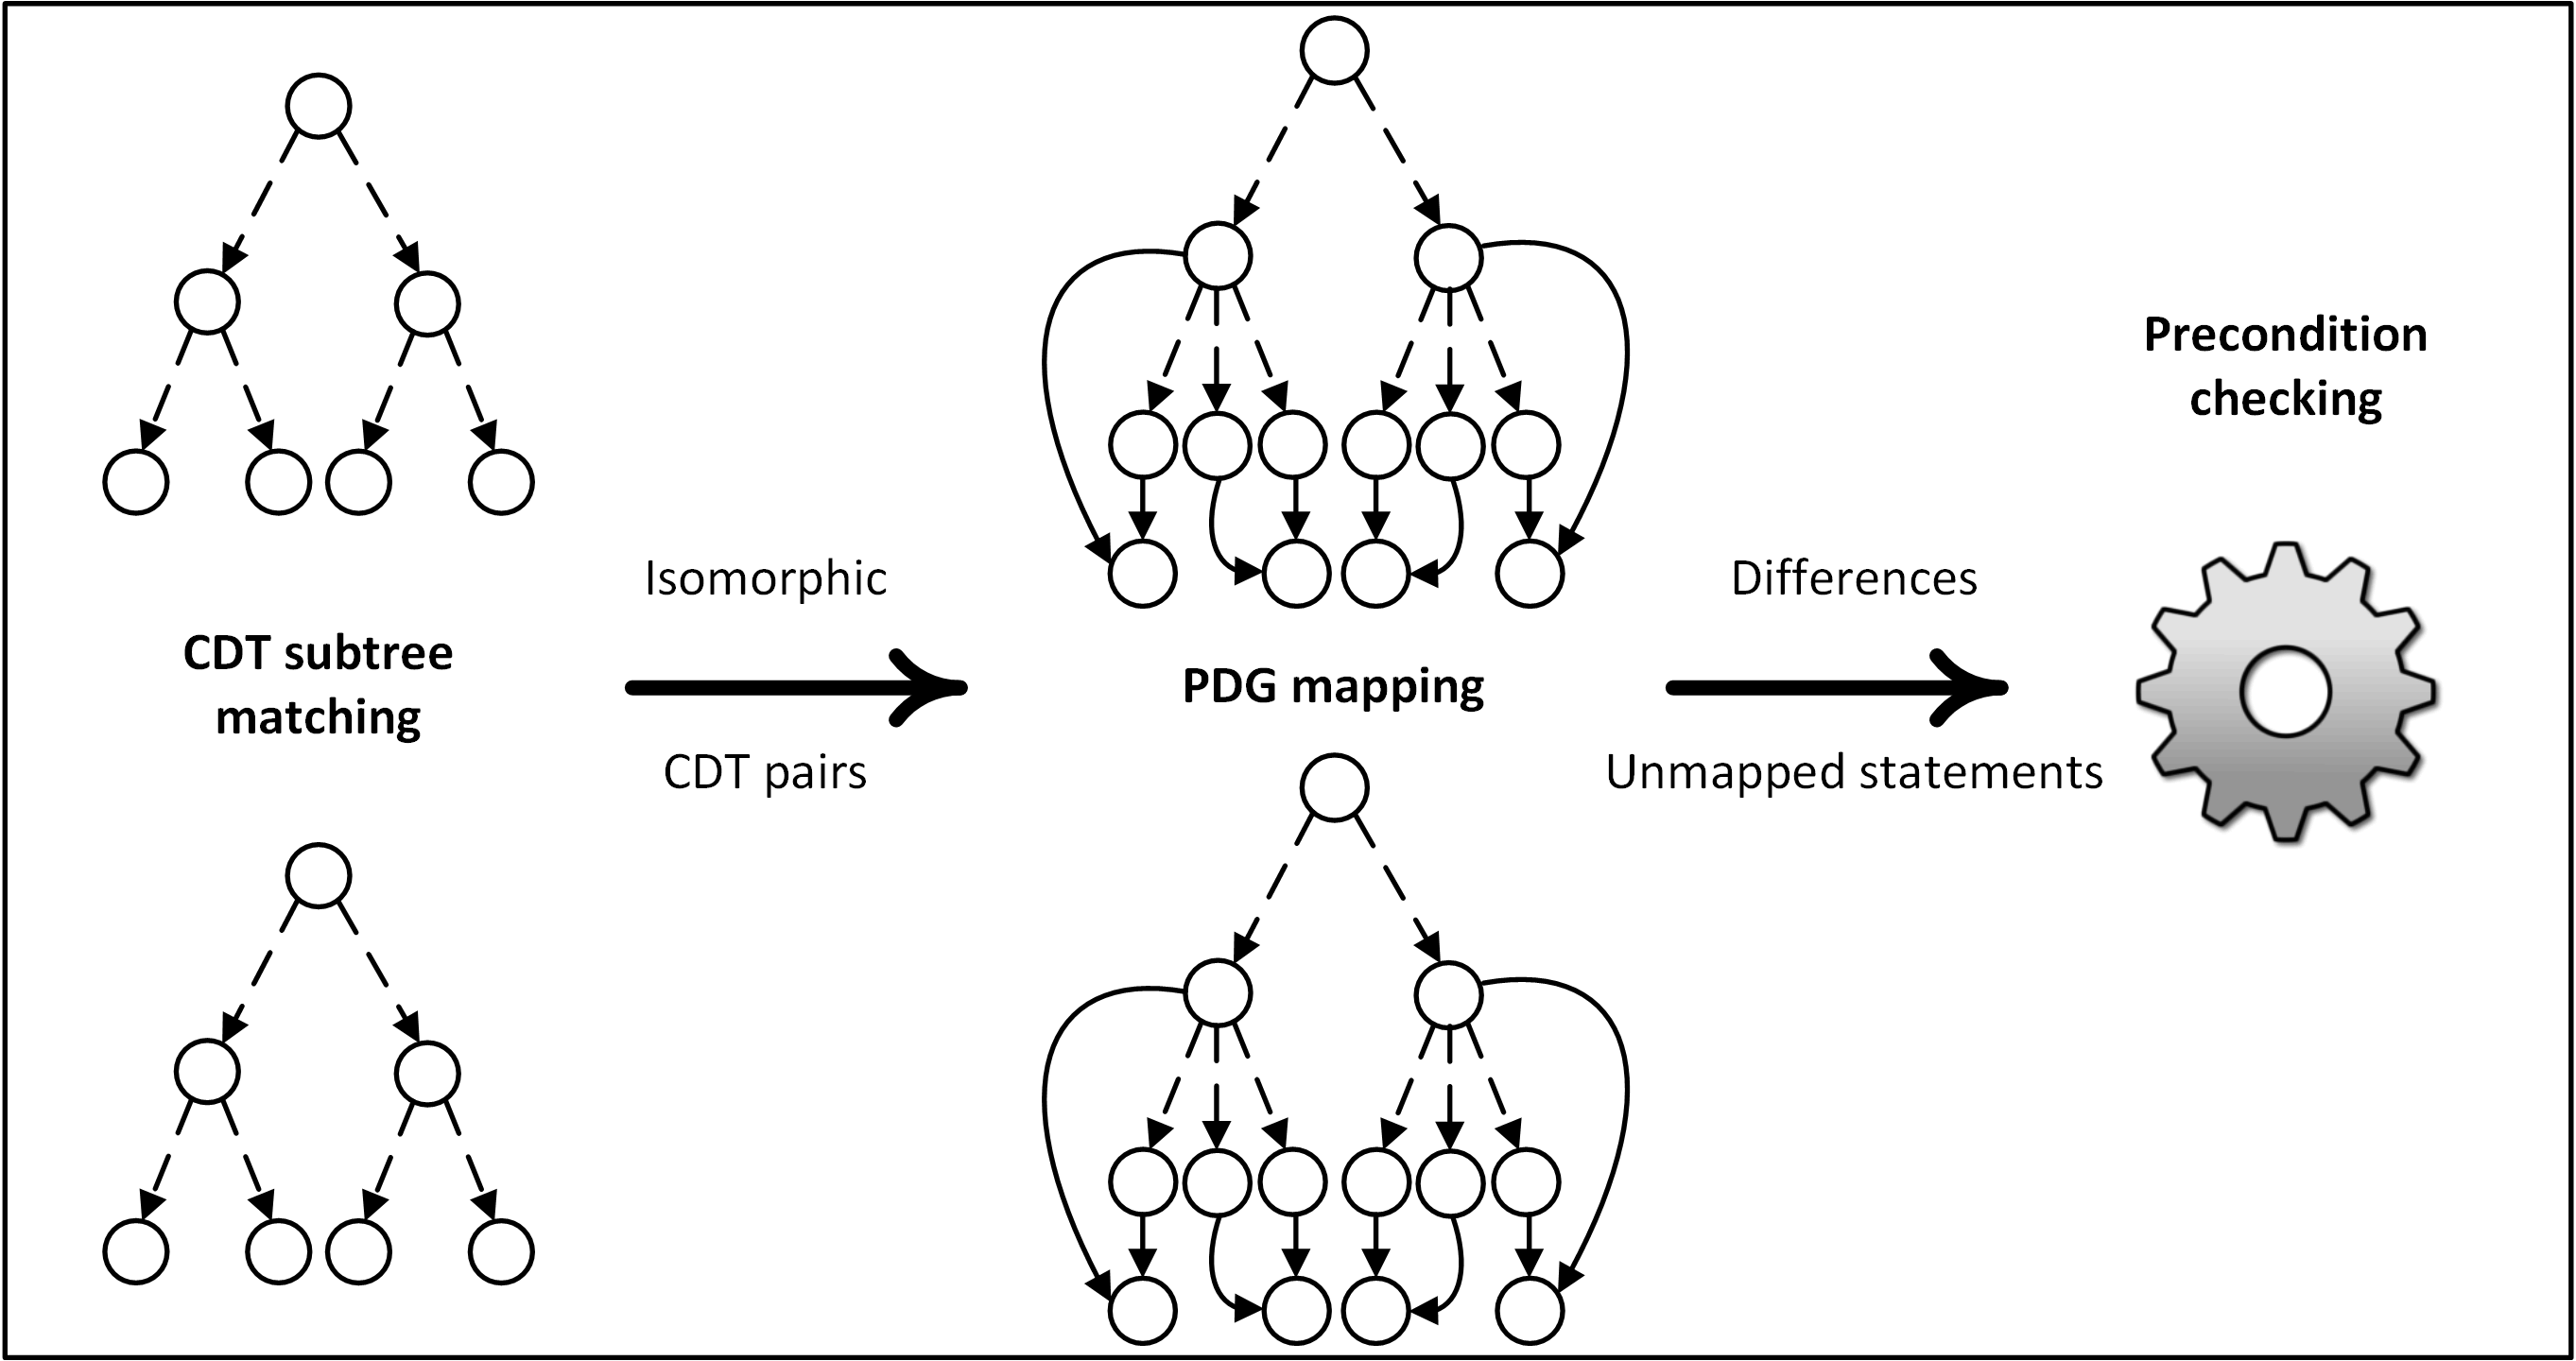 CDT subtree
matching
Isomorphic
CDT pairs
PDG mapping
Differences
Unmapped statements
Precondition
checking